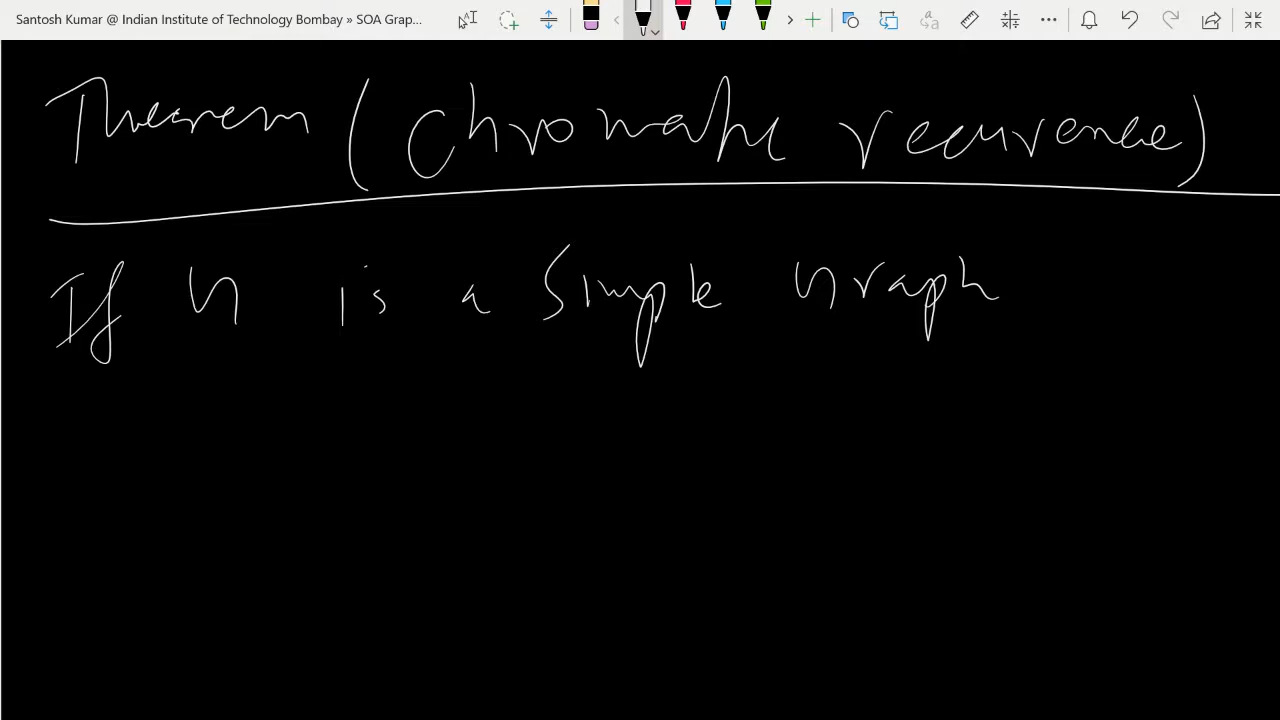 Santosh Kumar @ Indian Institute of Technology Bombay » SOA Grap...
Theorem (Chromatic recurrence)
If G is a Simple Graph